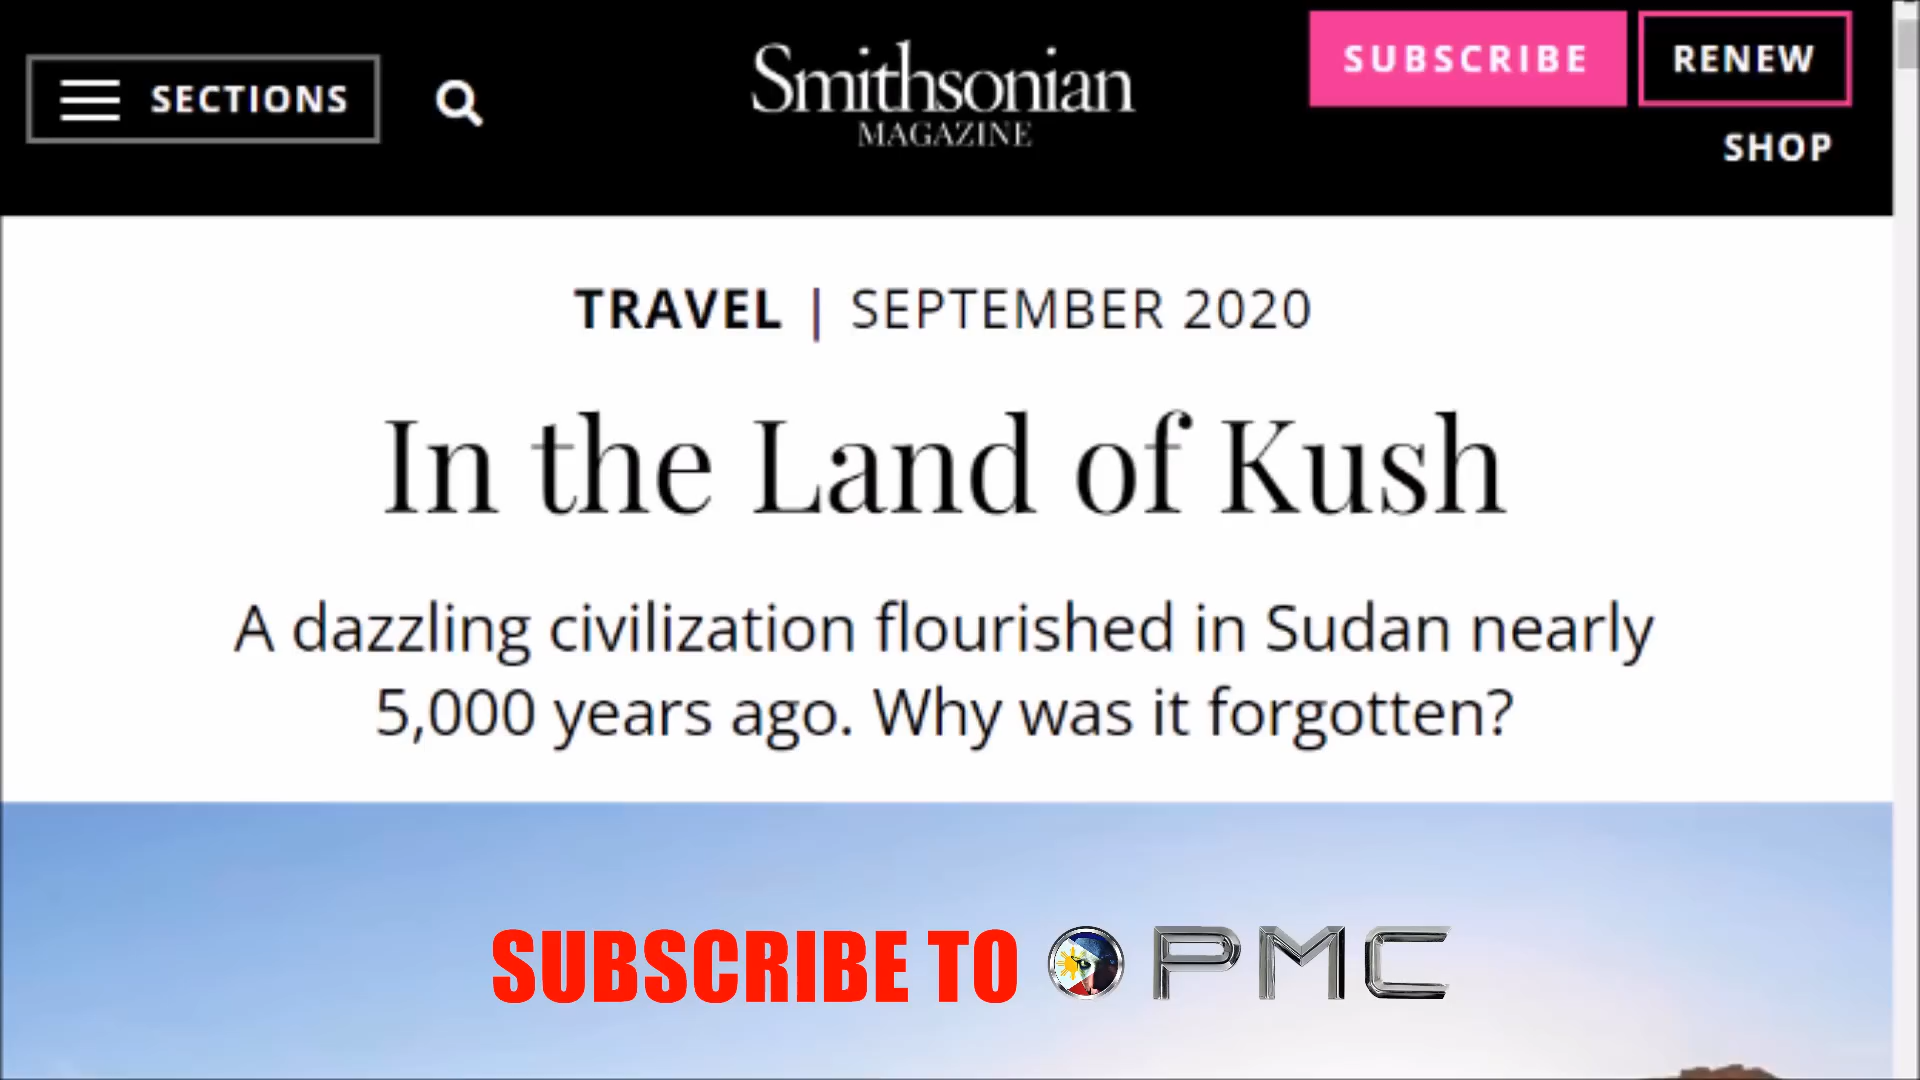 SECTIONS
Smithsonian
MAGAZINE
SUBSCRIBE
RENEW
SHOP
TRAVEL | SEPTEMBER 2020
In the Land of Kush
A dazzling civilization flourished in Sudan nearly
5,000 years ago. Why was it forgotten?
SUBSCRIBE TO PMC